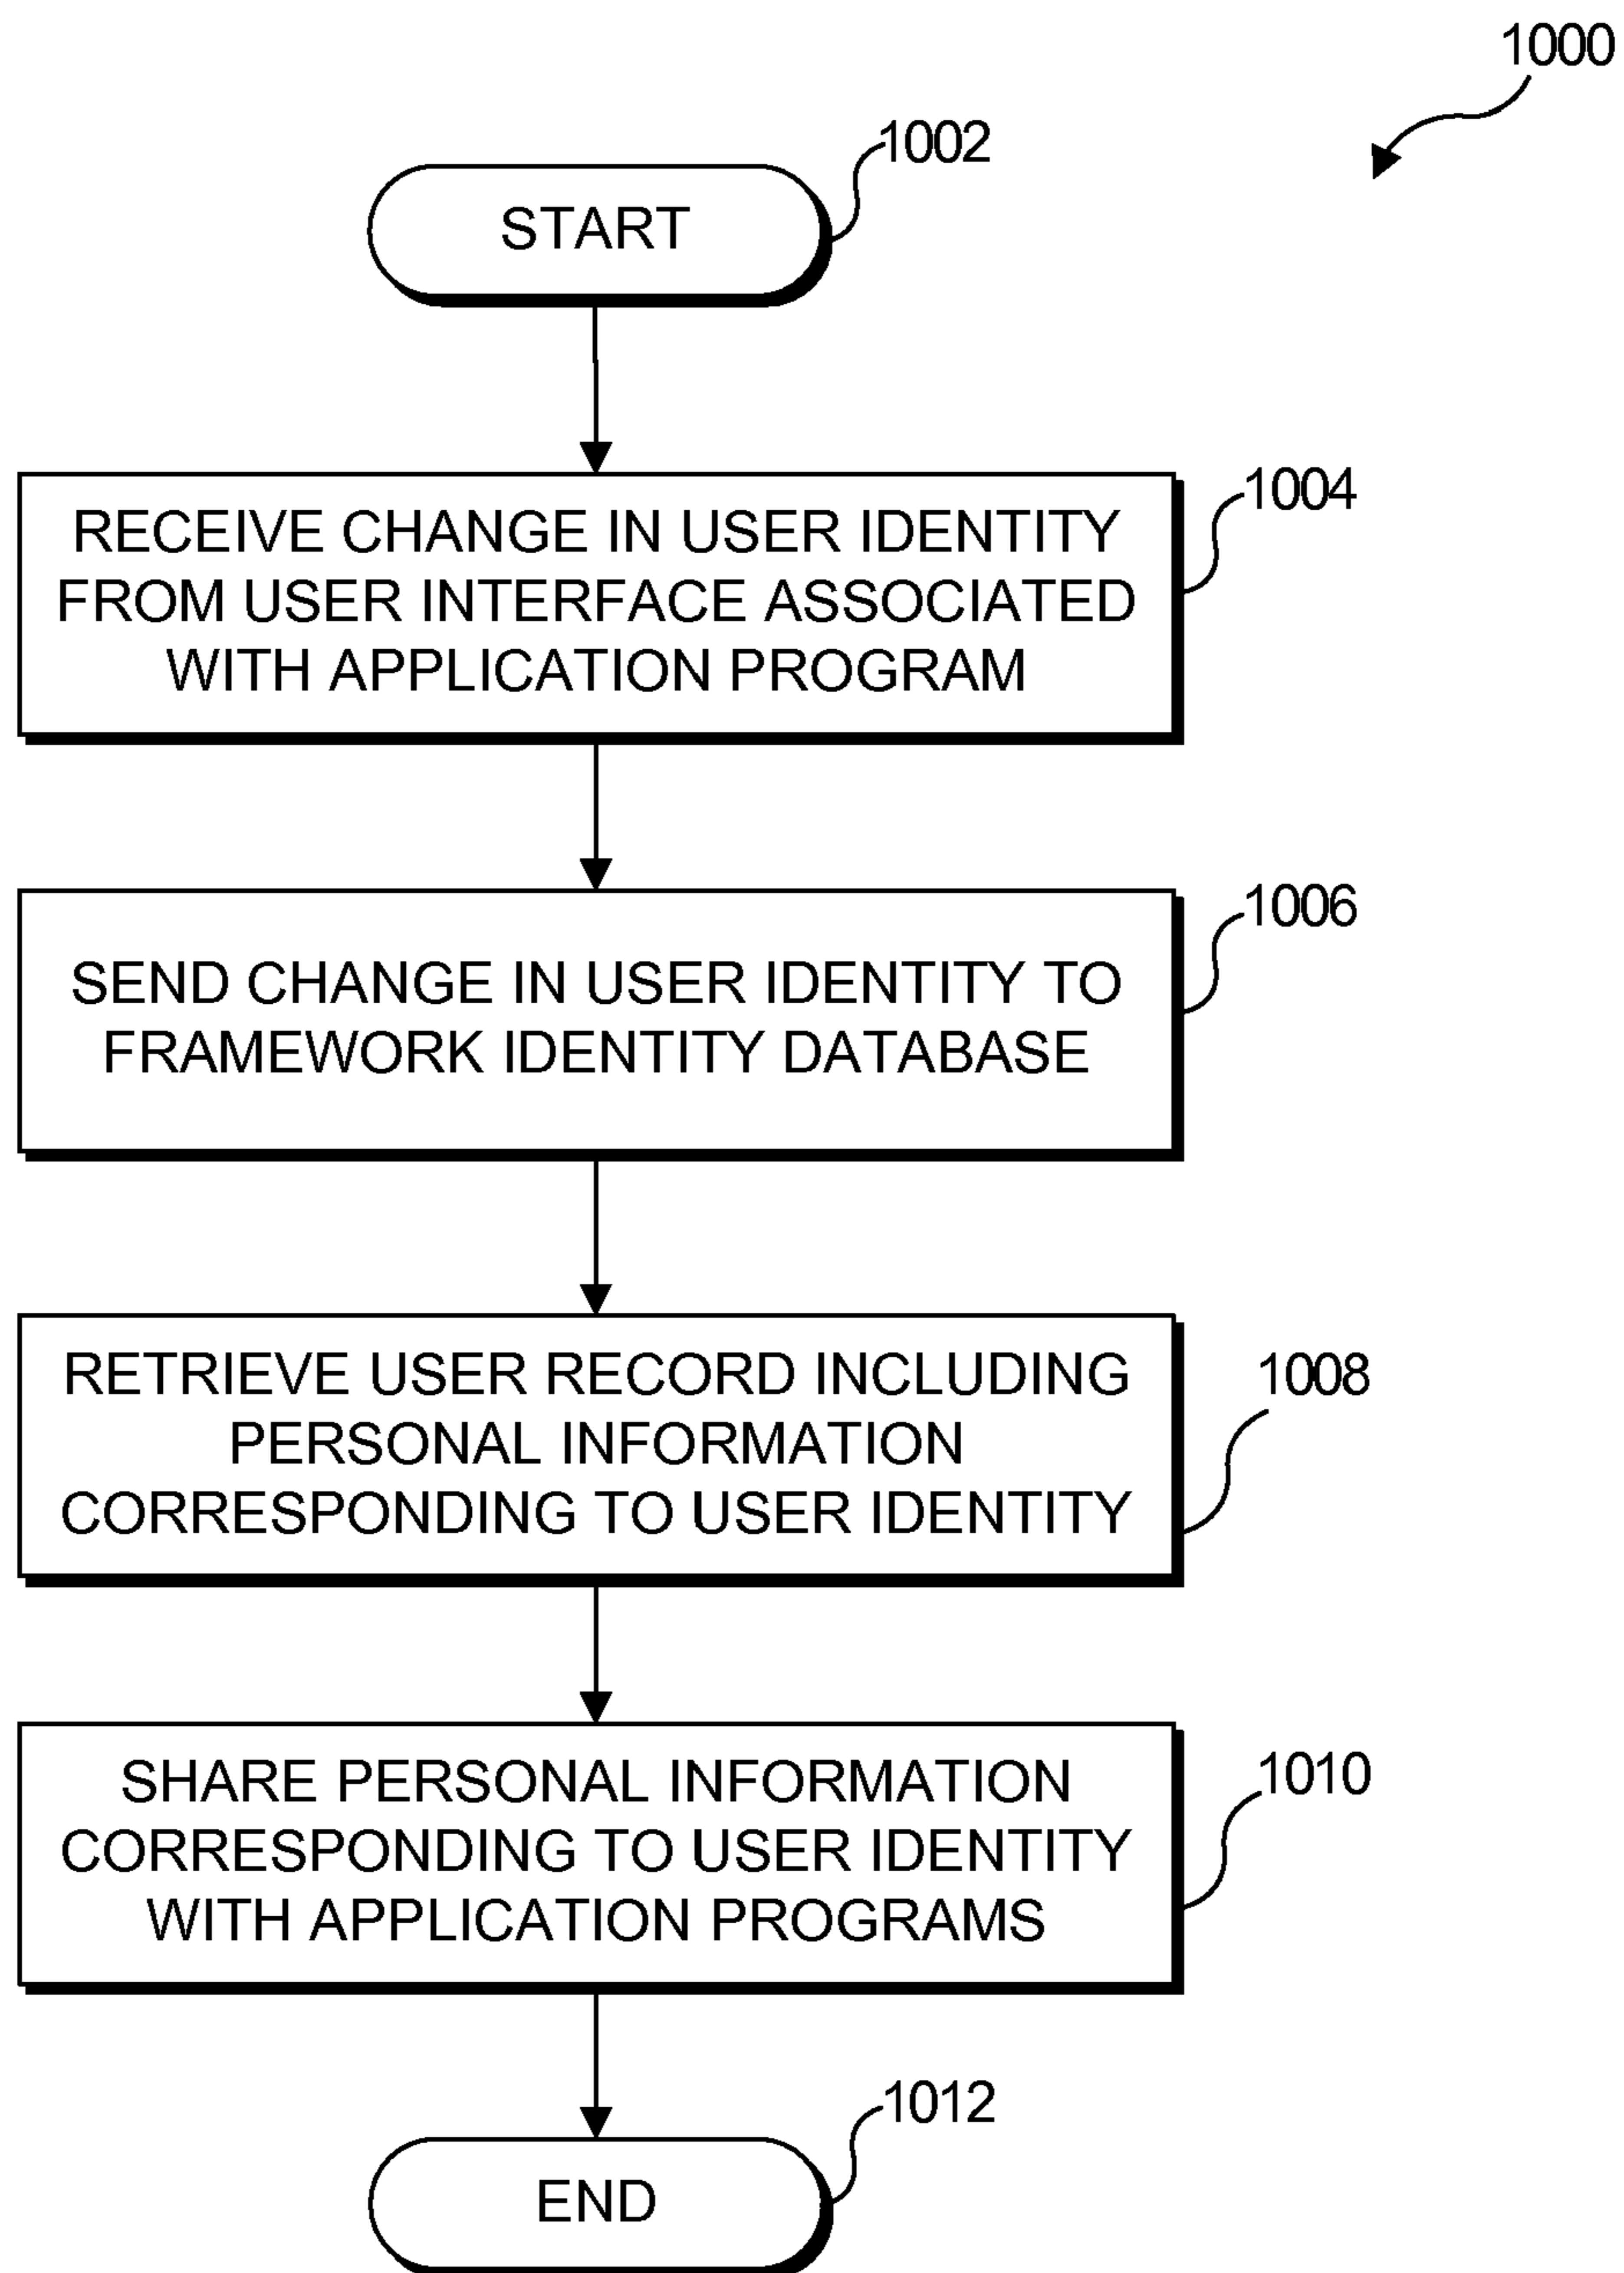 1000
1002
START
1004
RECEIVE CHANGE IN USER IDENTITY
FROM USER INTERFACE ASSOCIATED
WITH APPLICATION PROGRAM
1006
SEND CHANGE IN USER IDENTITY TO
FRAMEWORK IDENTITY DATABASE
1008
RETRIEVE USER RECORD INCLUDING
PERSONAL INFORMATION
CORRESPONDING TO USER IDENTITY
1010
SHARE PERSONAL INFORMATION
CORRESPONDING TO USER IDENTITY
WITH APPLICATION PROGRAMS
1012
END